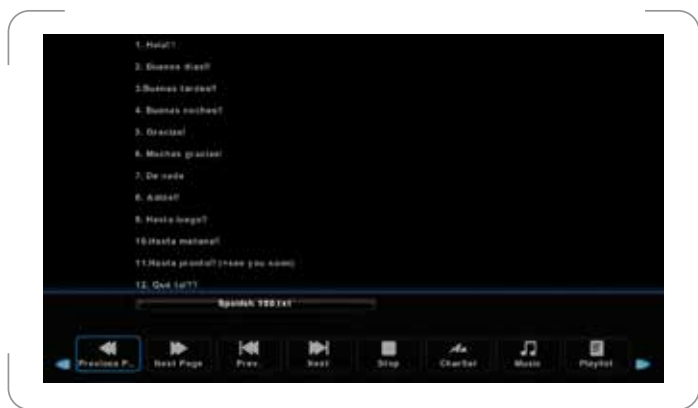 1. Hola!!
2. Buenos dias!!
3.Buenas tardes!!
4. Buenas noches!!
5. Gracias!
6. Muchas gracias!
7. De nada
8. Adios!!
9. Hasta luego!!
10.Hasta manana!!
11.Hasta pronto!! (=see you soon)
12. Qué tal??
Spanish 100.txt
Previous P..
Next Page
Prev.
Next
Stop
CharSet
Music
Playlist